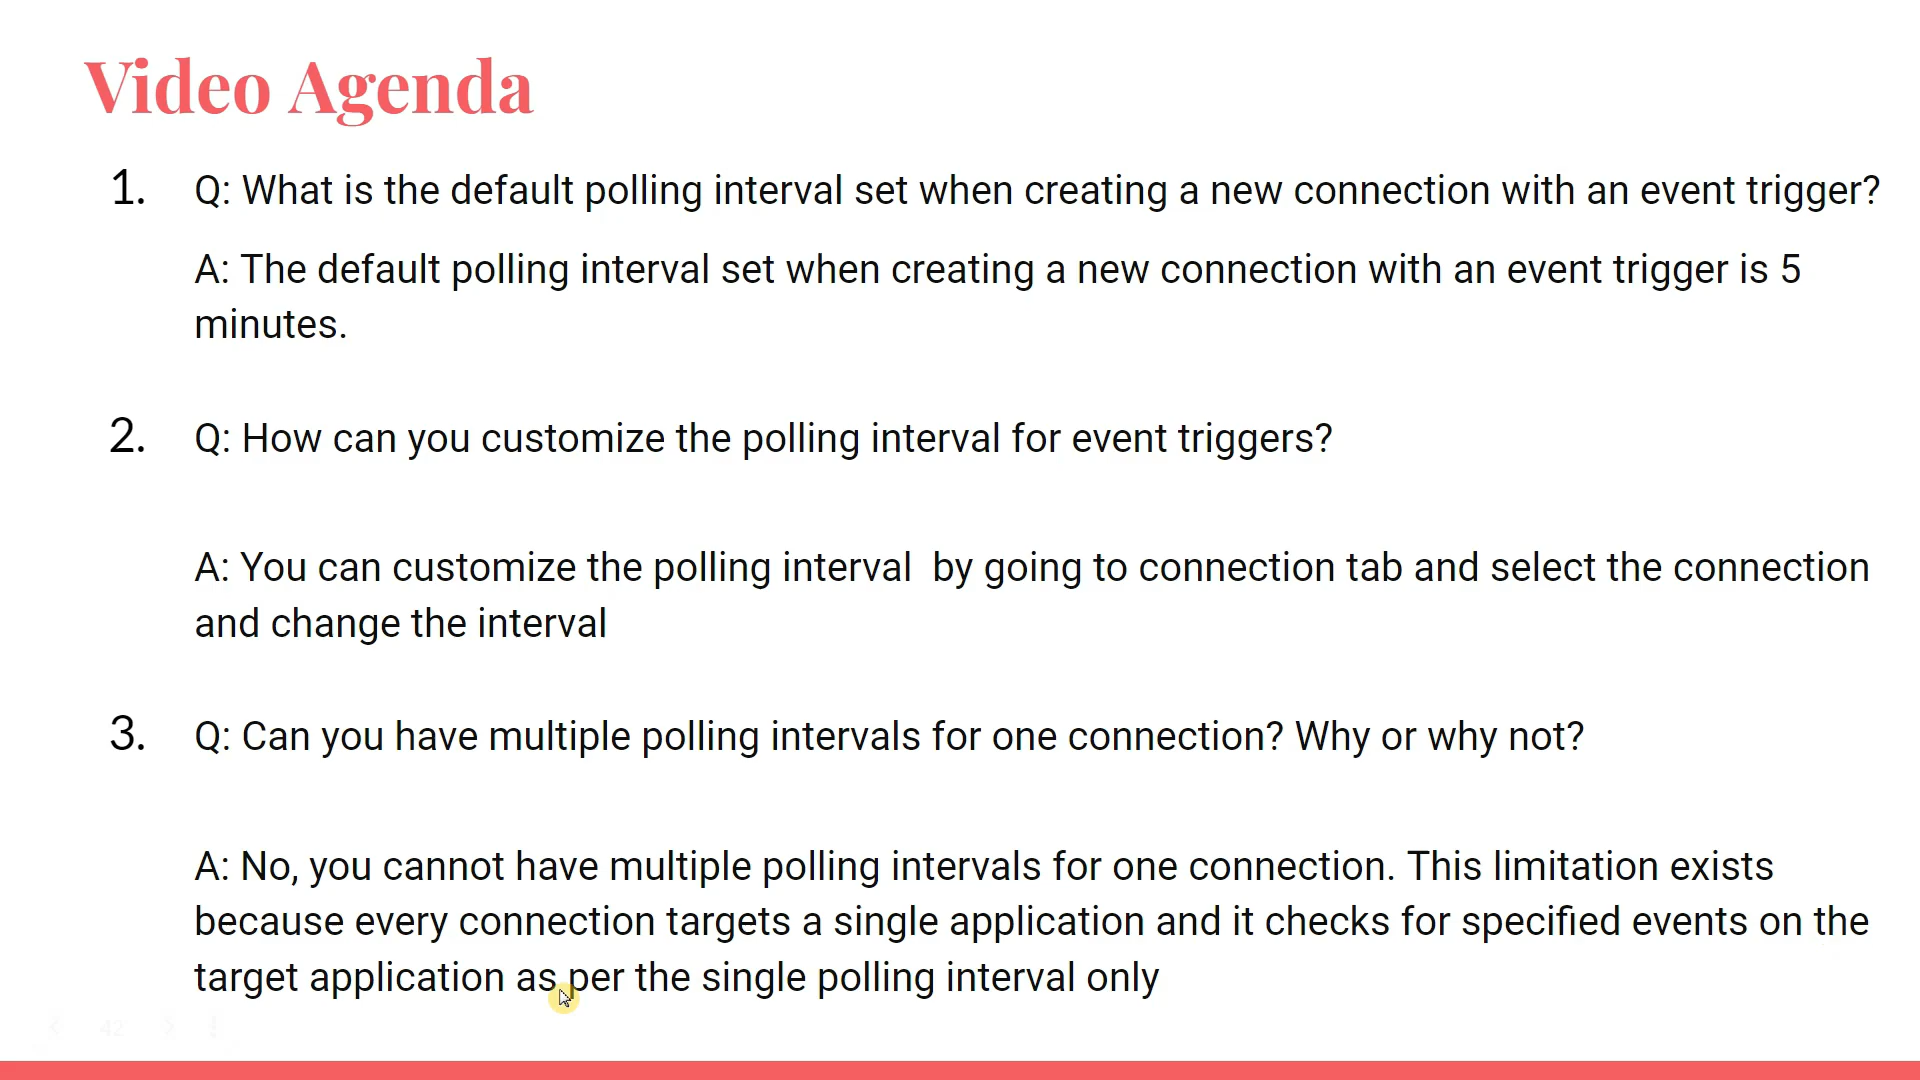 Video Agenda
1. Q: What is the default polling interval set when creating a new connection with an event trigger?
A: The default polling interval set when creating a new connection with an event trigger is 5
minutes.
2. Q: How can you customize the polling interval for event triggers?
A: You can customize the polling interval  by going to connection tab and select the connection
and change the interval
3. Q: Can you have multiple polling intervals for one connection? Why or why not?
A: No, you cannot have multiple polling intervals for one connection. This limitation exists
because every connection targets a single application and it checks for specified events on the
target application as per the single polling interval only
42